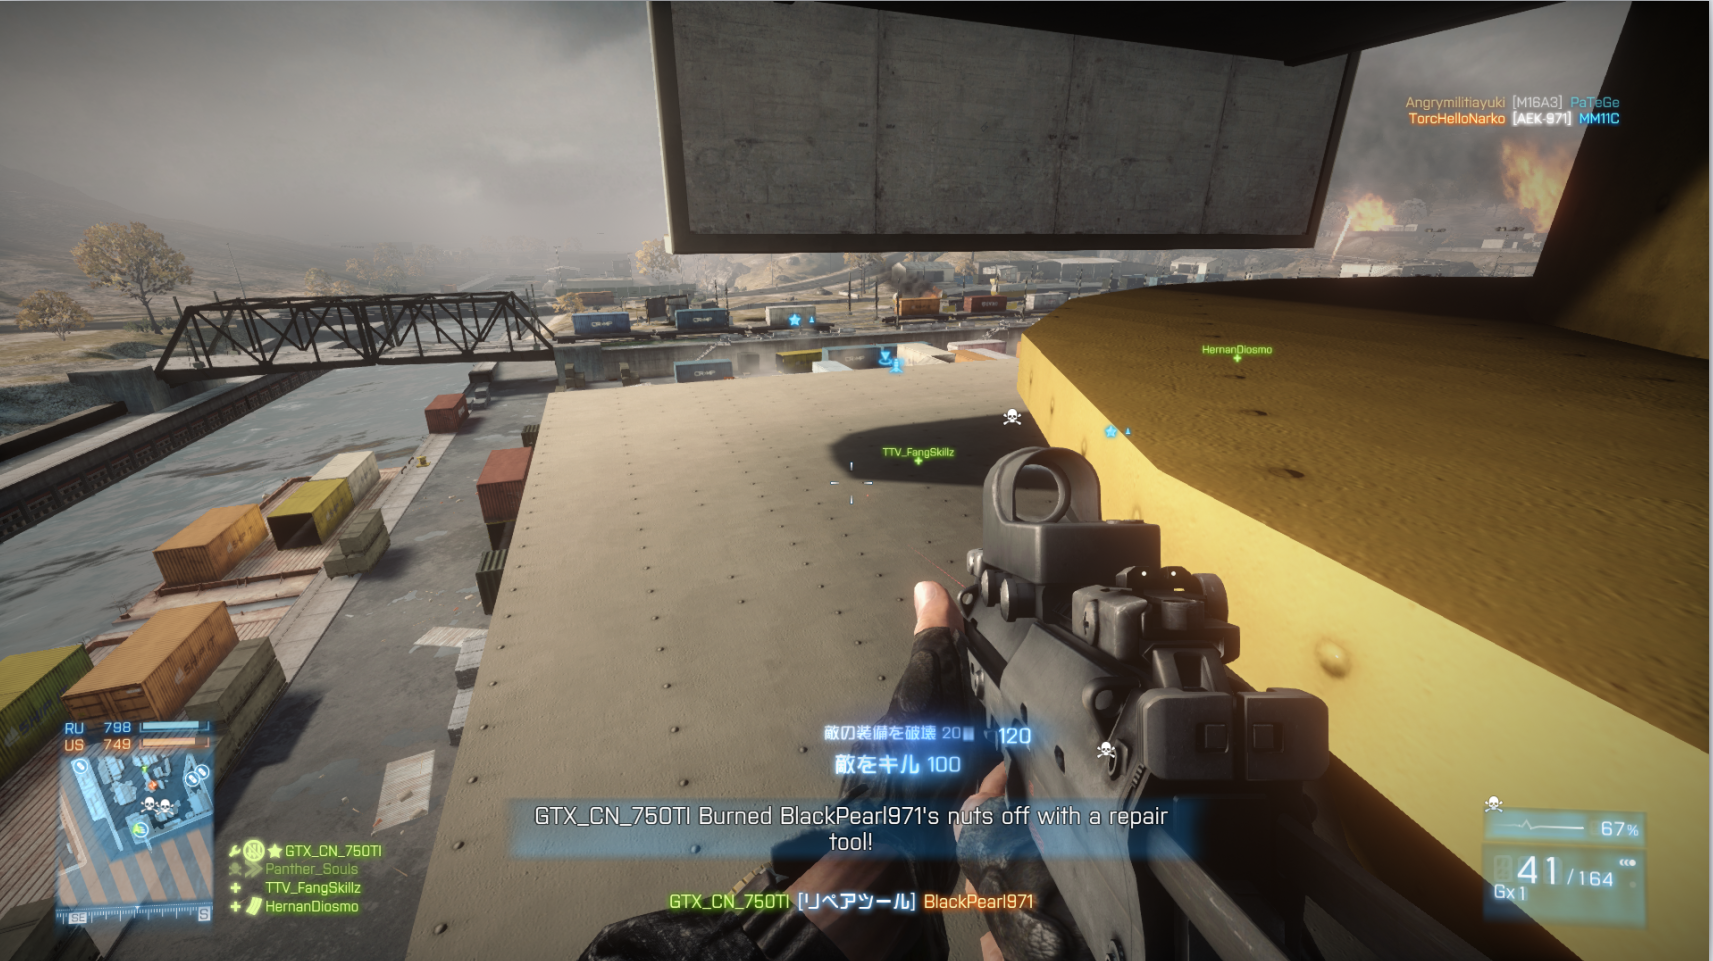 Angrymilitiayuki [M16A3] PaTeGe
TorcHelloNarko [AEK-971] MM11C
HernanDiosmo
TTV_FangSkillz
敵の装備を破壊 20
120
敵をキル 100
GTX_CN_750TI Burned BlackPearl971's nuts off with a repair
tool!
GTX_CN_750TI [リペアツール] BlackPearl971
RU 798
US 749
SE
S
GTX_CN_750TI
Panther_Souls
TTV_FangSkillz
HernanDiosmo
67%
41/164
Gx1